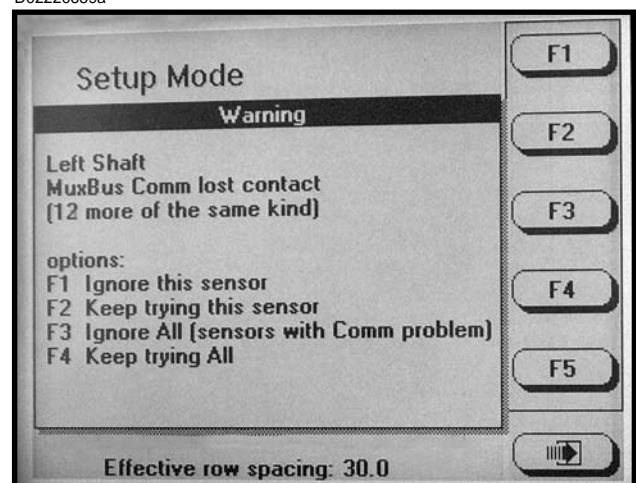 Setup Mode
Warning
Left Shaft
MuxBus Comm lost contact
(12 more of the same kind)
options:
F1 Ignore this sensor
F2 Keep trying this sensor
F3 Ignore All (sensors with Comm problem)
F4 Keep trying All
Effective row spacing: 30.0
F1
F2
F3
F4
F5